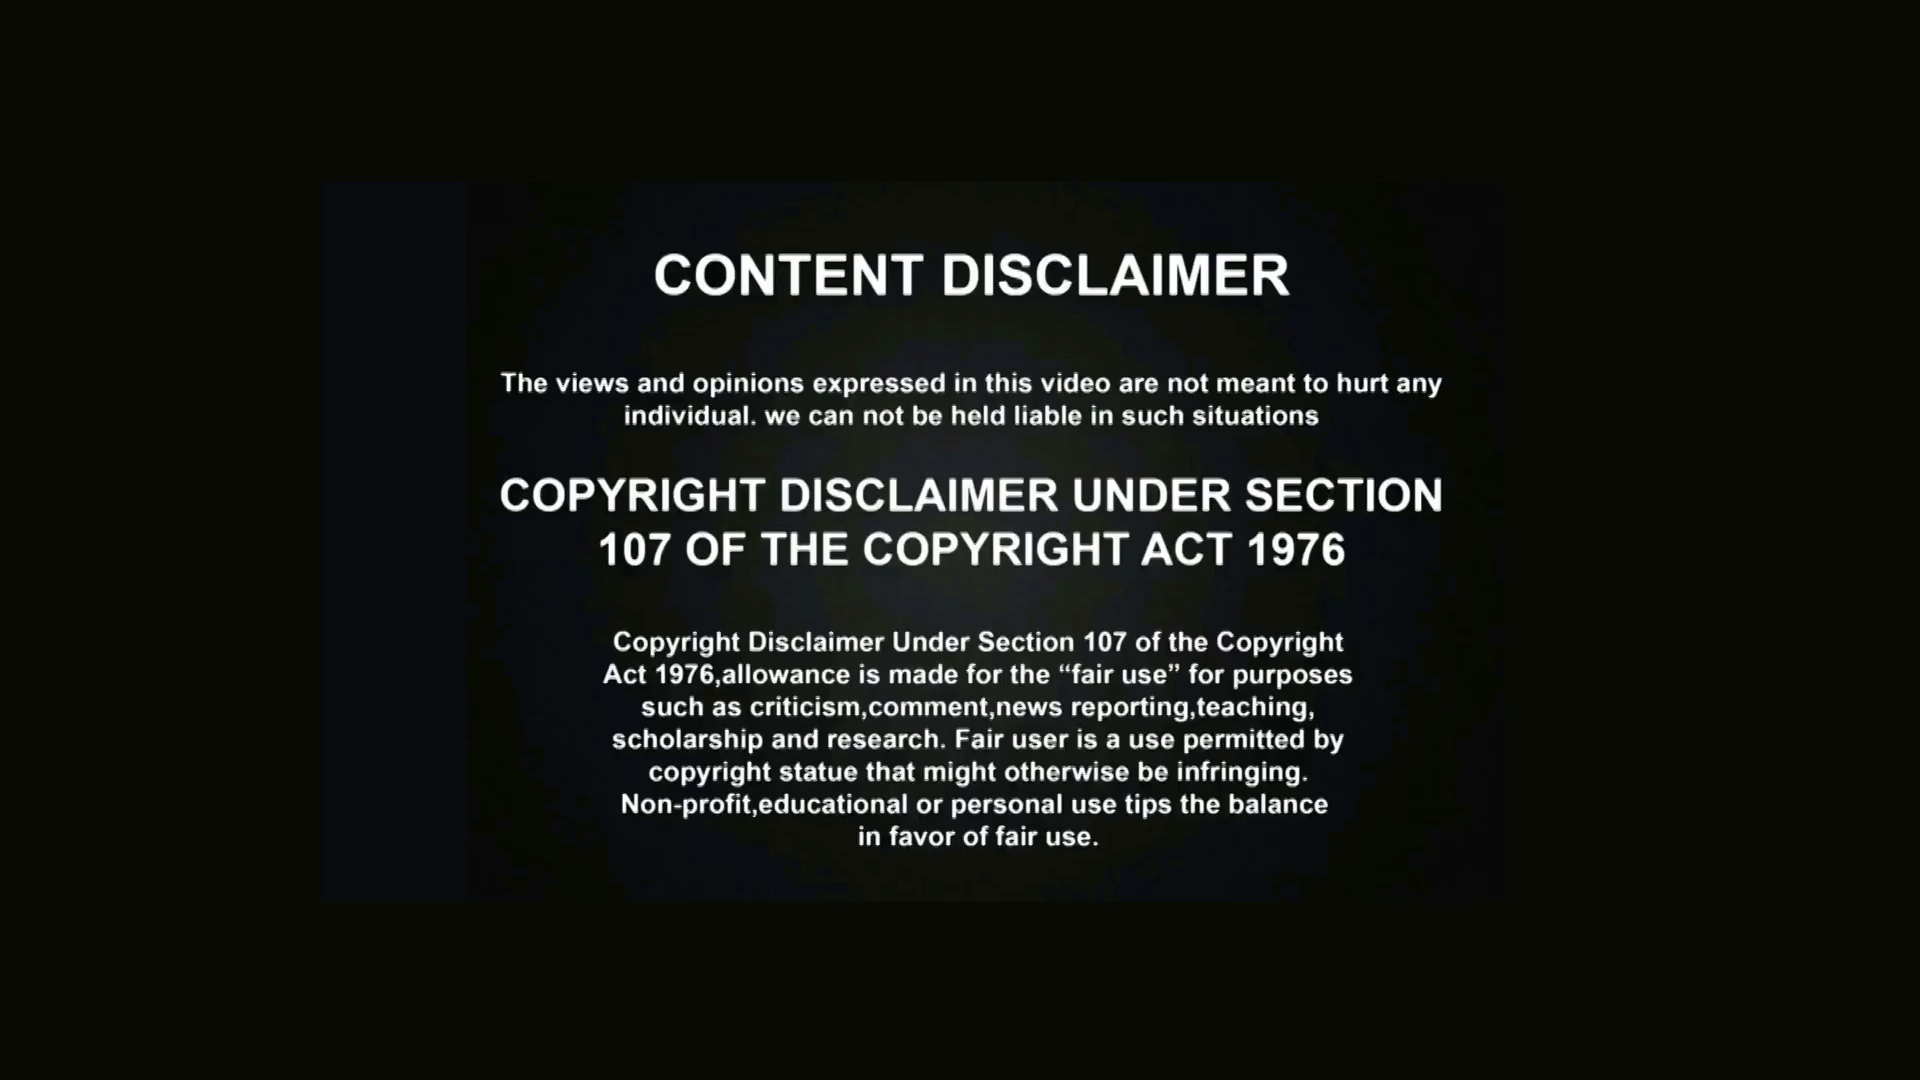 CONTENT DISCLAIMER
The views and opinions expressed in this video are not meant to hurt any
individual. we can not be held liable in such situations
COPYRIGHT DISCLAIMER UNDER SECTION
107 OF THE COPYRIGHT ACT 1976
Copyright Disclaimer Under Section 107 of the Copyright
Act 1976,allowance is made for the “fair use” for purposes
such as criticism,comment,news reporting,teaching,
scholarship and research. Fair user is a use permitted by
copyright statue that might otherwise be infringing.
Non-profit,educational or personal use tips the balance
in favor of fair use.